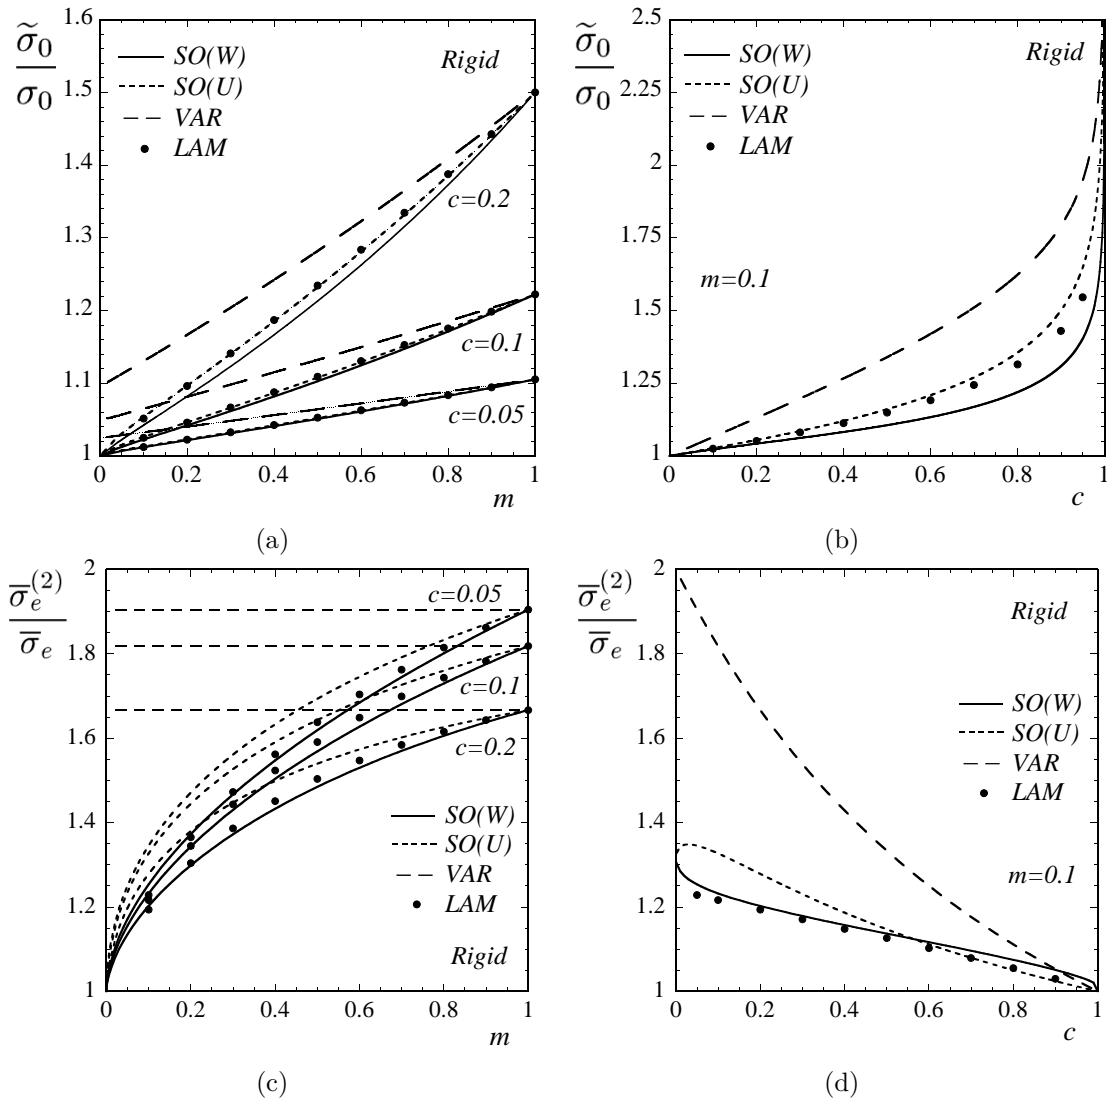 σ̃₀/σ₀
1.6
1.5
1.4
1.3
1.2
1.1
1
SO(W)
SO(U)
VAR
LAM
Rigid
c=0.2
c=0.1
c=0.05
0 0.2 0.4 0.6 0.8 1
m
(a)
σ̃₀/σ₀
2.5
2.25
2
1.75
1.5
1.25
1
SO(W)
SO(U)
VAR
LAM
Rigid
m=0.1
0 0.2 0.4 0.6 0.8 1
c
(b)
σ̅ₑ⁽²⁾/σ̅ₑ
2
1.8
1.6
1.4
1.2
1
c=0.05
c=0.1
c=0.2
SO(W)
SO(U)
VAR
LAM
Rigid
0 0.2 0.4 0.6 0.8 1
m
(c)
σ̅ₑ⁽²⁾/σ̅ₑ
2
1.8
1.6
1.4
1.2
1
Rigid
SO(W)
SO(U)
VAR
LAM
m=0.1
0 0.2 0.4 0.6 0.8 1
c
(d)